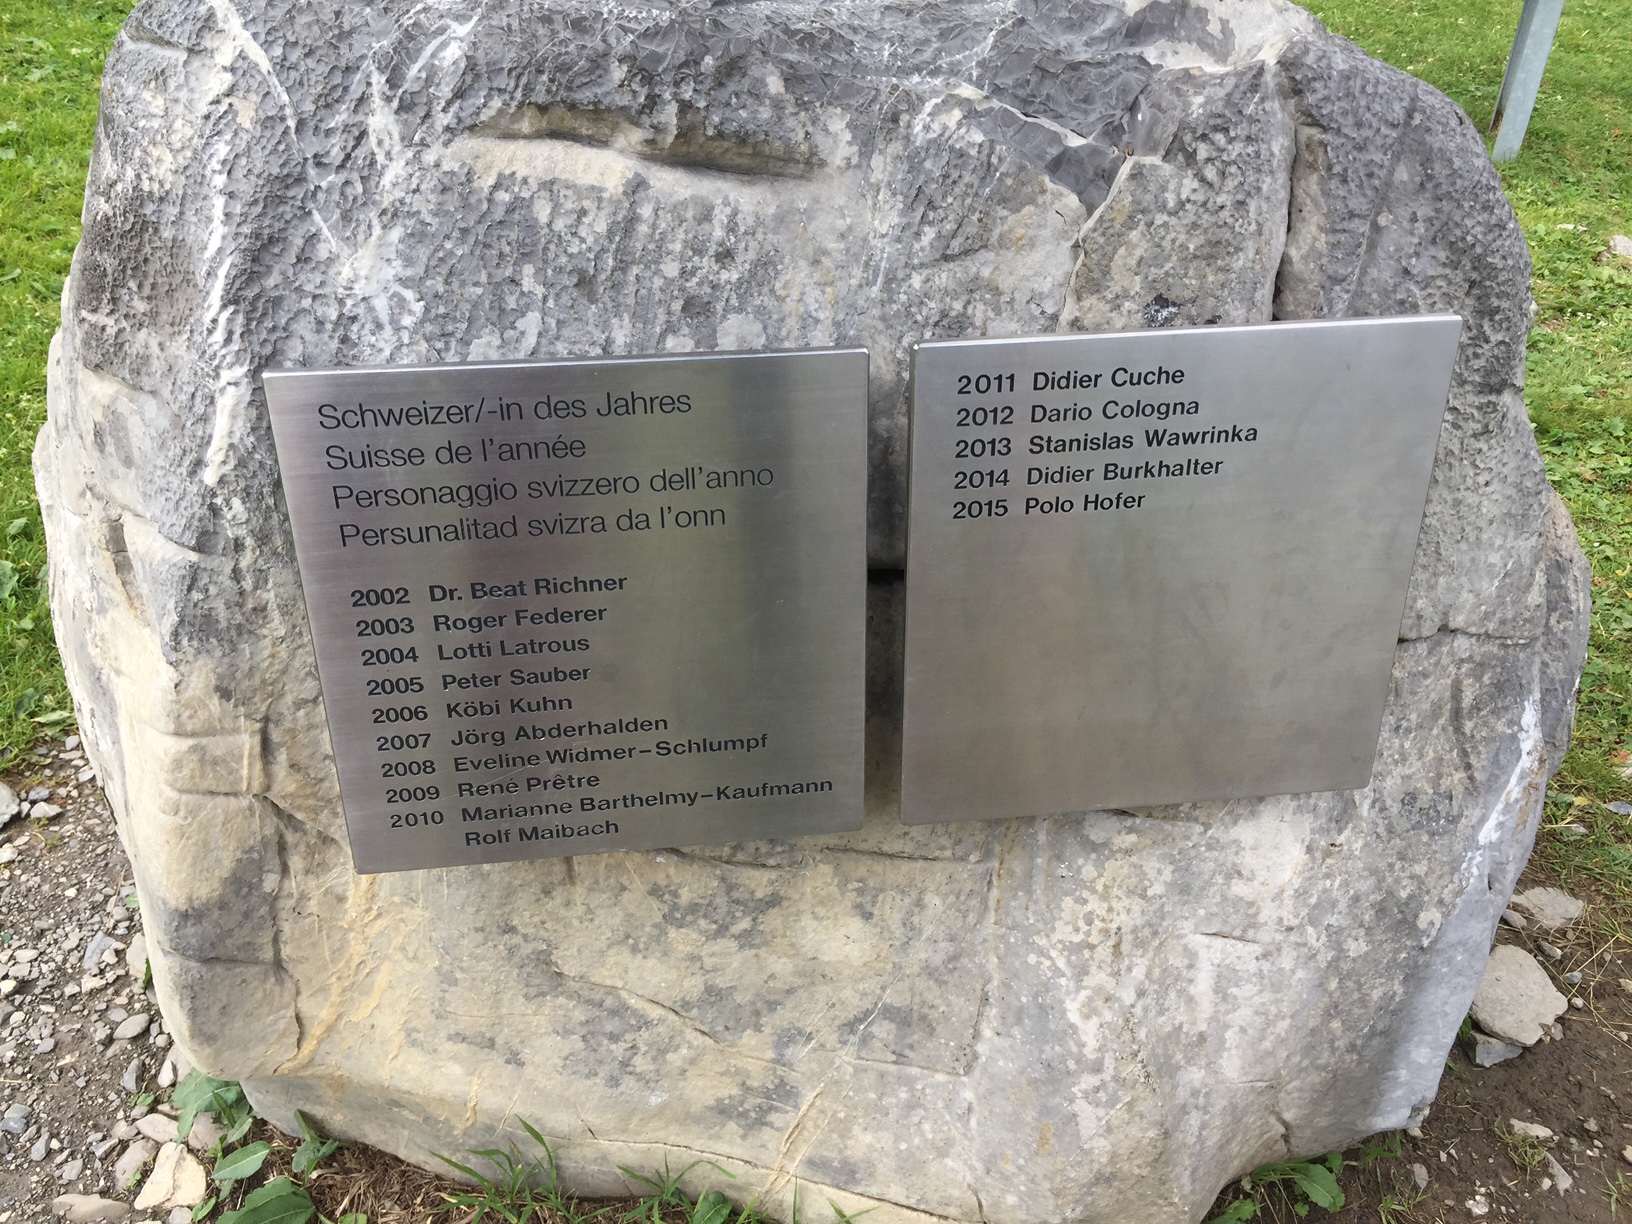 Schweizer/-in des Jahres
Suisse de l'année
Personaggio svizzero dell'anno
Persunalitad svizra da l'onn
2002 Dr. Beat Richner
2003 Roger Federer
2004 Lotti Latrous
2005 Peter Sauber
2006 Köbi Kuhn
2007 Jörg Abderhalden
2008 Eveline Widmer-Schlumpf
2009 René Prêtre
2010 Marianne Barthelmy-Kaufmann
Rolf Maibach
2011 Didier Cuche
2012 Dario Cologna
2013 Stanislas Wawrinka
2014 Didier Burkhalter
2015 Polo Hofer